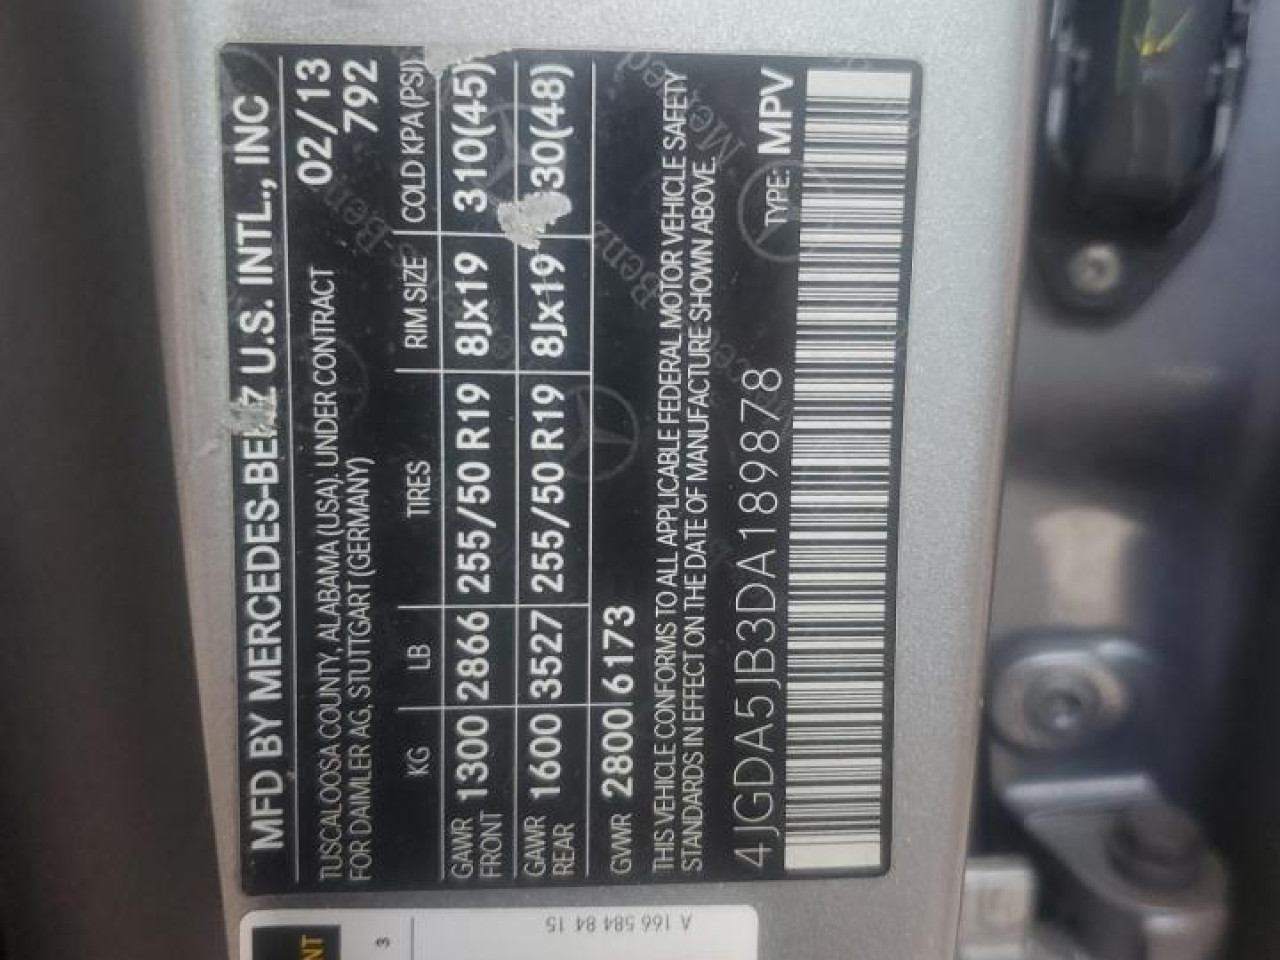 MFD BY MERCEDES-BENZ U.S. INTL., INC
TUSCALOOSA COUNTY, ALABAMA (USA), UNDER CONTRACT 02/13
FOR DAIMLER AG, STUTTGART (GERMANY) 792
KG LB TIRES RIM SIZE COLD KPA(PSI)
GAWR FRONT 1300 2866 255/50 R19 8Jx19 310(45)
GAWR REAR 1600 3527 255/50 R19 8Jx19 30(48)
GVWR 2800 6173
THIS VEHICLE CONFORMS TO ALL APPLICABLE FEDERAL MOTOR VEHICLE SAFETY
STANDARDS IN EFFECT ON THE DATE OF MANUFACTURE SHOWN ABOVE.
4JGDA5JB3DA189878 TYPE: MPV
A 166 584 84 15
3
NT